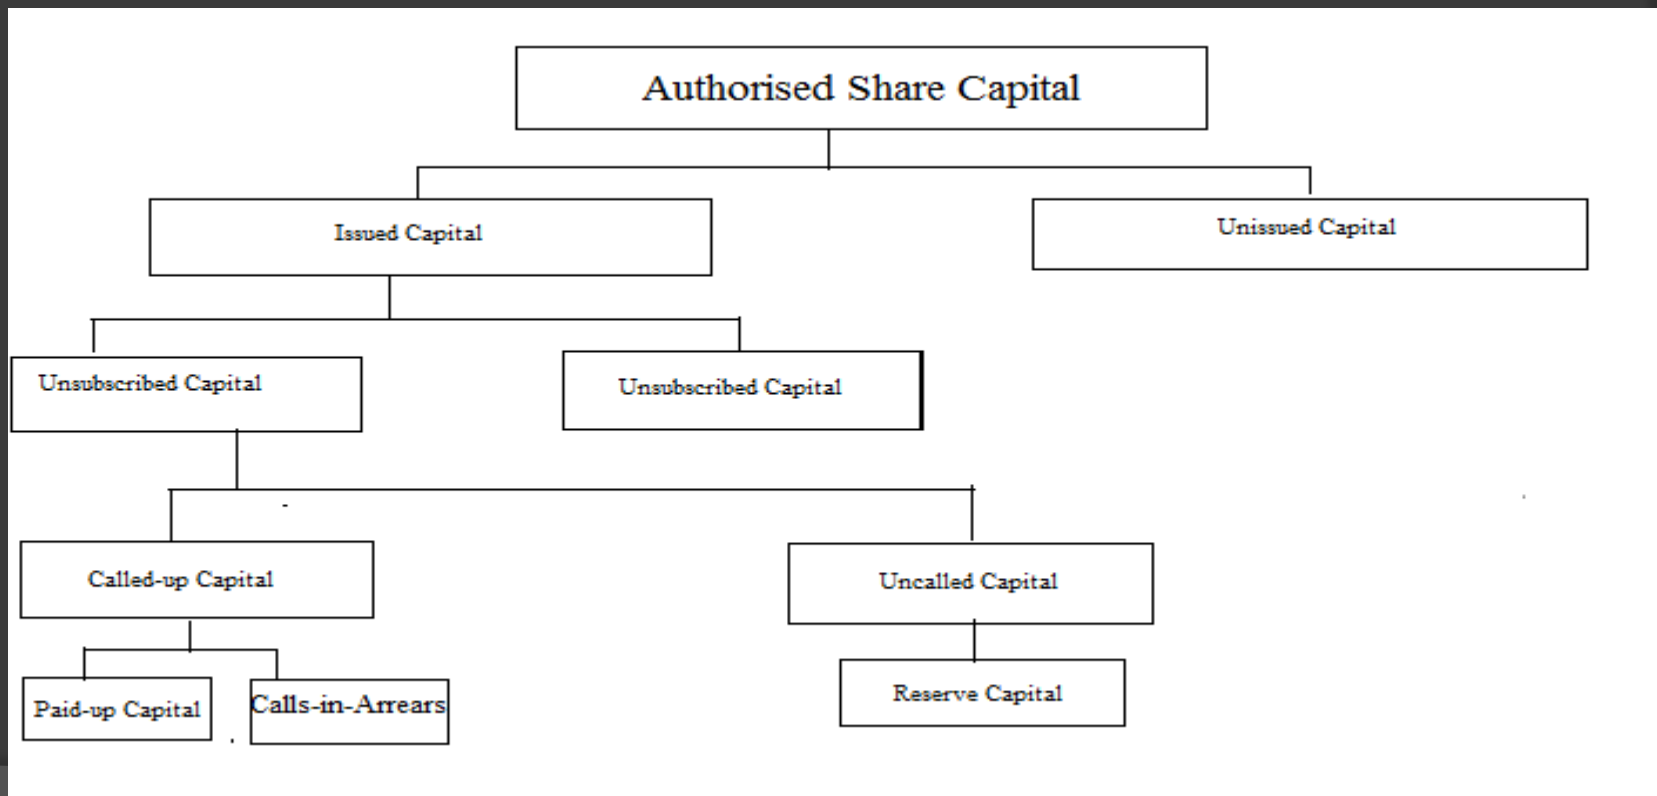 Authorised Share Capital
Issued Capital
Unissued Capital
Unsubscribed Capital
Unsubscribed Capital
Called-up Capital
Uncalled Capital
Paid-up Capital
Calls-in-Arrears
Reserve Capital